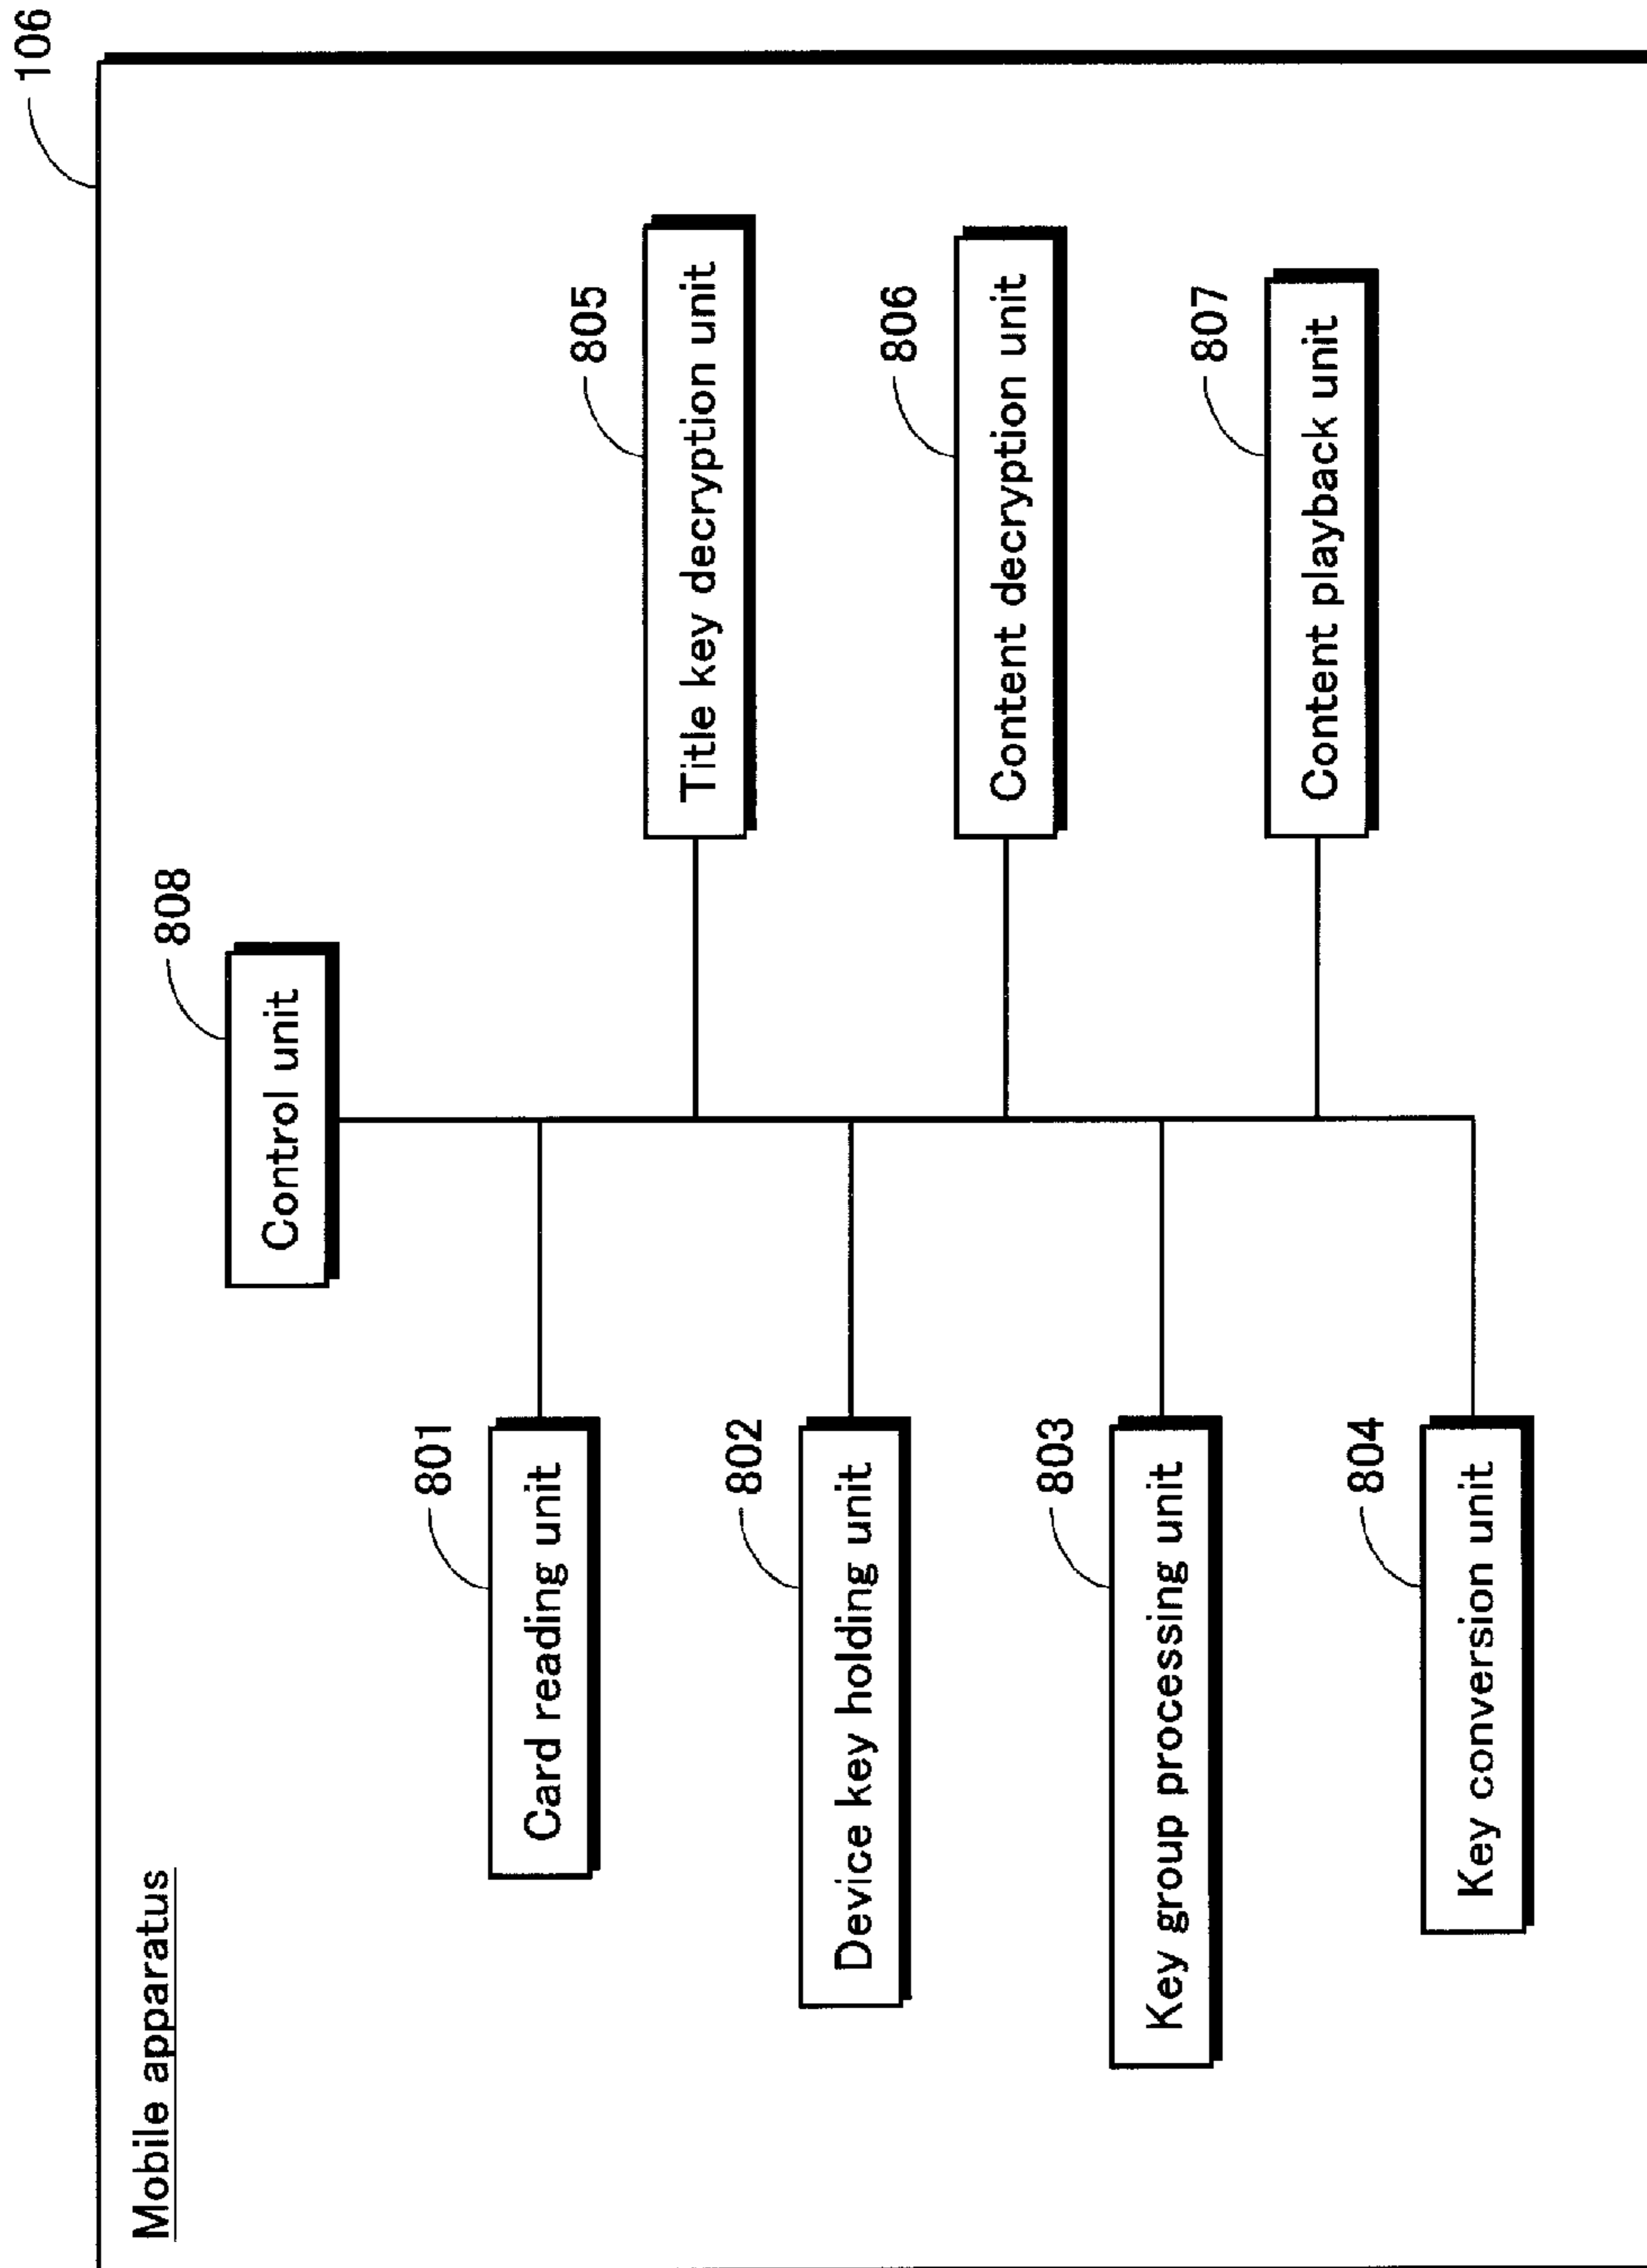 106
Mobile apparatus
808
Control unit
801
Card reading unit
805
Title key decryption unit
802
Device key holding unit
806
Content decryption unit
803
Key group processing unit
807
Content playback unit
804
Key conversion unit